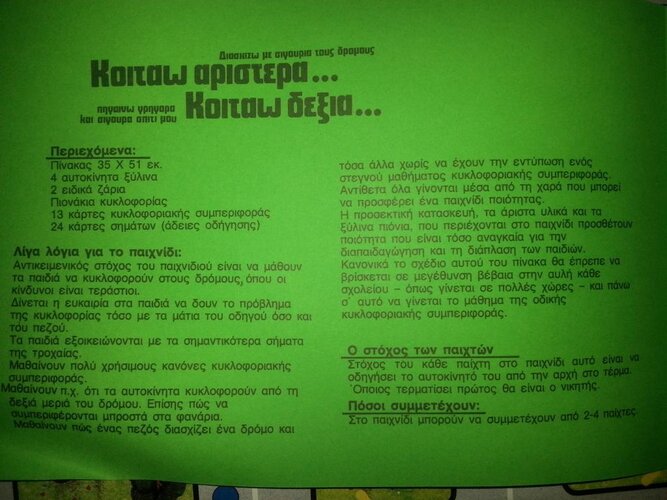 Διασχιζω με σιγουρια τους δρομους
Κοιταω αριστερα...
πηγαινω γρηγορα
και σιγουρα σπιτι μου
Κοιταω δεξια...
Περιεχόμενα:
Πίνακας 35 Χ 51 εκ.
4 αυτοκίνητα ξύλινα
2 ειδικά ζάρια
Πιονάκια κυκλοφορίας
13 κάρτες κυκλοφοριακής συμπεριφοράς
24 κάρτες σημάτων (άδειες οδήγησης)
Λίγα λόγια για το παιχνίδι:
Αντικειμενικός στόχος του παιχνιδιού είναι να μάθουν
τα παιδιά να κυκλοφορούν στους δρόμους, όπου οι
κίνδυνοι είναι τεράστιοι.
Δίνεται η ευκαιρία στα παιδιά να δουν το πρόβλημα
της κυκλοφορίας τόσο με τα μάτια του οδηγού όσο και
του πεζού.
Τα παιδιά εξοικειώνονται με τα σημαντικότερα σήματα
της τροχαίας.
Μαθαίνουν πολύ χρήσιμους κανόνες κυκλοφοριακής
συμπεριφοράς.
Μαθαίνουν π.χ. ότι τα αυτοκίνητα κυκλοφορούν από τη
δεξιά μεριά του δρόμου. Επίσης πώς να
συμπεριφέρονται μπροστά στα φανάρια.
Μαθαίνουν πώς ένας πεζός διασχίζει ένα δρόμο και
τόσα άλλα χωρίς να έχουν την εντύπωση ενός
στεγνού μαθήματος κυκλοφοριακής συμπεριφοράς.
Αντίθετα όλα γίνονται μέσα από τη χαρά που μπορεί
να προσφέρει ένα παιχνίδι ποιότητας.
Η προσεκτική κατασκευή, τα άριστα υλικά και τα
ξύλινα πιόνια, που περιέχονται στο παιχνίδι προσθέτουν
ποιότητα που είναι τόσο αναγκαία για την
διαπαιδαγώγηση και τη διάπλαση των παιδιών.
Κανονικά το σχέδιο αυτού του πίνακα θα έπρεπε να
βρίσκεται σε μεγέθυνση βέβαια στην αυλή κάθε
σχολείου - όπως γίνεται σε πολλές χώρες - και πάνω
σ' αυτό να γίνεται το μάθημα της οδικής
κυκλοφοριακής συμπεριφοράς.
Ο στόχος των παιχτών
Στόχος του κάθε παίχτη στο παιχνίδι αυτό είναι να
οδηγήσει το αυτοκίνητό του από την αρχή στο τέρμα.
Όποιος τερματίσει πρώτος θα είναι ο νικητής.
Πόσοι συμμετέχουν:
Στο παιχνίδι μπορούν να συμμετέχουν από 2-4 παίχτες.